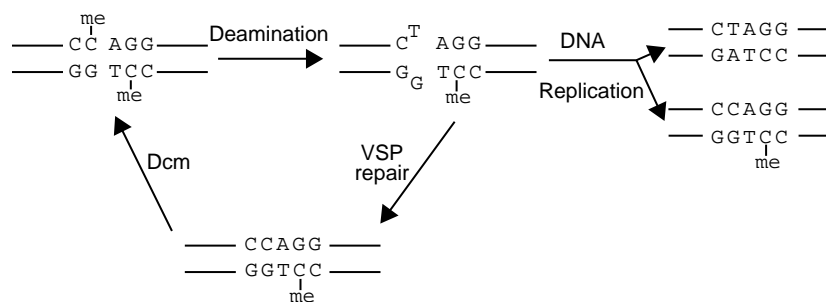 me
CC AGG
GG TCC
me
Deamination
CT AGG
GG TCC
me
DNA
Replication
CTAGG
GATCC
CCAGG
GGTCC
me
Dcm
VSP
repair
CCAGG
GGTCC
me